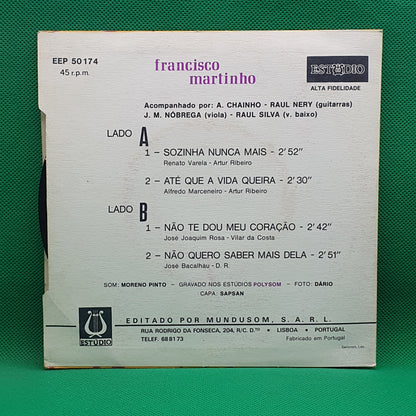 EEP 50174
45 r.p.m.
francisco
martinho
ESTÚDIO
ALTA FIDELIDADE
Acompanhado por: A. CHAINHO - RAUL NERY (guitarras)
J. M. NÓBREGA (viola) - RAUL SILVA (v. baixo)
LADO A
1 - SOZINHA NUNCA MAIS - 2' 52"
Renato Varela - Artur Ribeiro
2 - ATÉ QUE A VIDA QUEIRA - 2' 30"
Alfredo Marceneiro - Artur Ribeiro
LADO B
1 - NÃO TE DOU MEU CORAÇÃO - 2' 42"
José Joaquim Rosa - Vilar da Costa
2 - NÃO QUERO SABER MAIS DELA - 2' 51"
José Bacalhau - D. R.
SOM: MORENO PINTO - GRAVADO NOS ESTÚDIOS POLYSOM - FOTO: DÁRIO
CAPA: SAPSAN
ESTÚDIO
EDITADO POR MUNDUSOM, S. A. R. L.
RUA RODRIGO DA FONSECA, 204, R/C. D.to • LISBOA • PORTUGAL
TELEF. 688173
Fabricado em Portugal